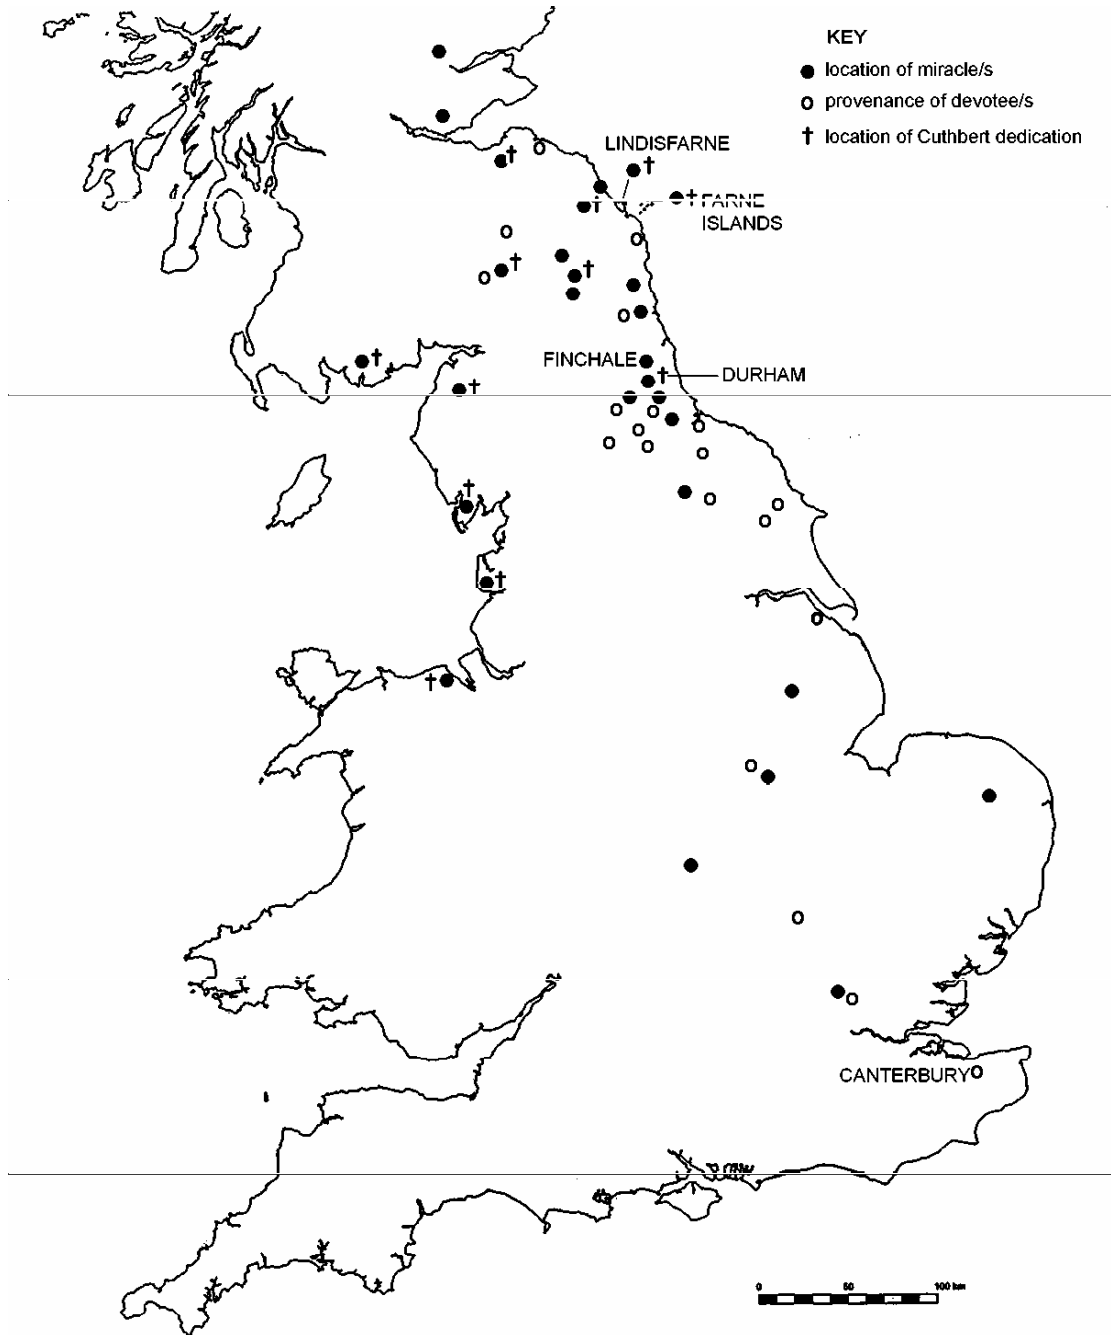 KEY
location of miracle/s
provenance of devotee/s
location of Cuthbert dedication
LINDISFARNE
FARNE
ISLANDS
FINCHALE
DURHAM
CANTERBURY
0 50 100 km